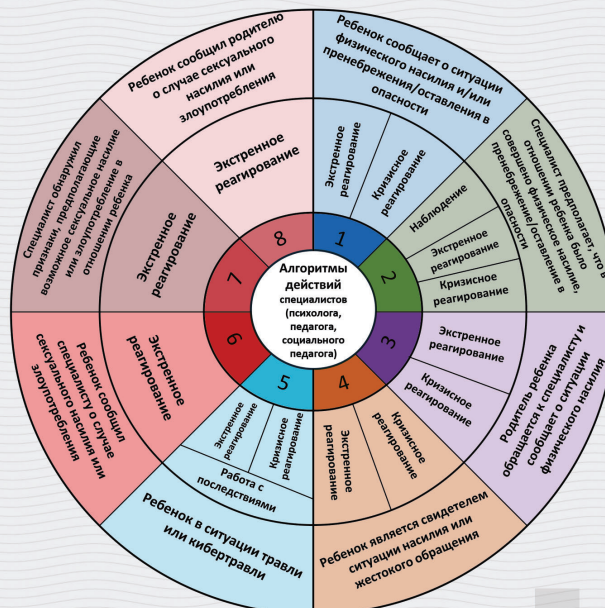 Алгоритмы
действий
специалистов
(психолога,
педагога,
социального
педагога)
1
Ребенок сообщает о ситуации
физического насилия и/или
пренебрежения/оставления в
опасности
Экстренное
реагирование
Кризисное
реагирование
2
Специалист предполагает, что в
отношении ребенка было
совершено физическое насилие,
пренебрежение/оставление в
опасности
Наблюдение
Экстренное
реагирование
Кризисное
реагирование
3
Родитель ребенка
обращается к специалисту и
сообщает о ситуации
физического насилия
Экстренное
реагирование
Кризисное
реагирование
4
Ребенок является свидетелем
ситуации насилия или
жестокого обращения
Экстренное
реагирование
Кризисное
реагирование
5
Ребенок в ситуации травли
или кибертравли
Экстренное
реагирование
Кризисное
реагирование
Работа с
последствиями
6
Ребенок сообщил
специалисту о случае
сексуального насилия или
злоупотребления
Экстренное
реагирование
7
Специалист обнаружил
признаки, предполагающие
возможное сексуальное насилие
или злоупотребление в
отношении ребенка
Экстренное
реагирование
8
Ребенок сообщил родителю
о случае сексуального
насилия или
злоупотребления
Экстренное
реагирование